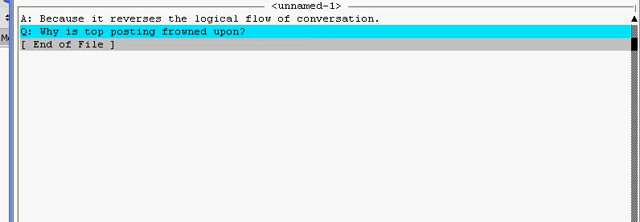 <unnamed-1>
A: Because it reverses the logical flow of conversation.
Q: Why is top posting frowned upon?
[ End of File ]